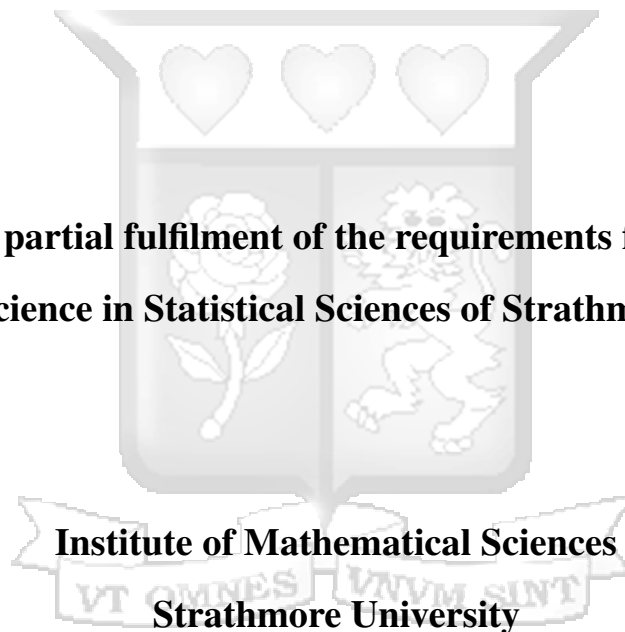 partial fulfilment of the requirements
cience in Statistical Sciences of Strathm
Institute of Mathematical Sciences
VT OMNES VNVM SINT
Strathmore University